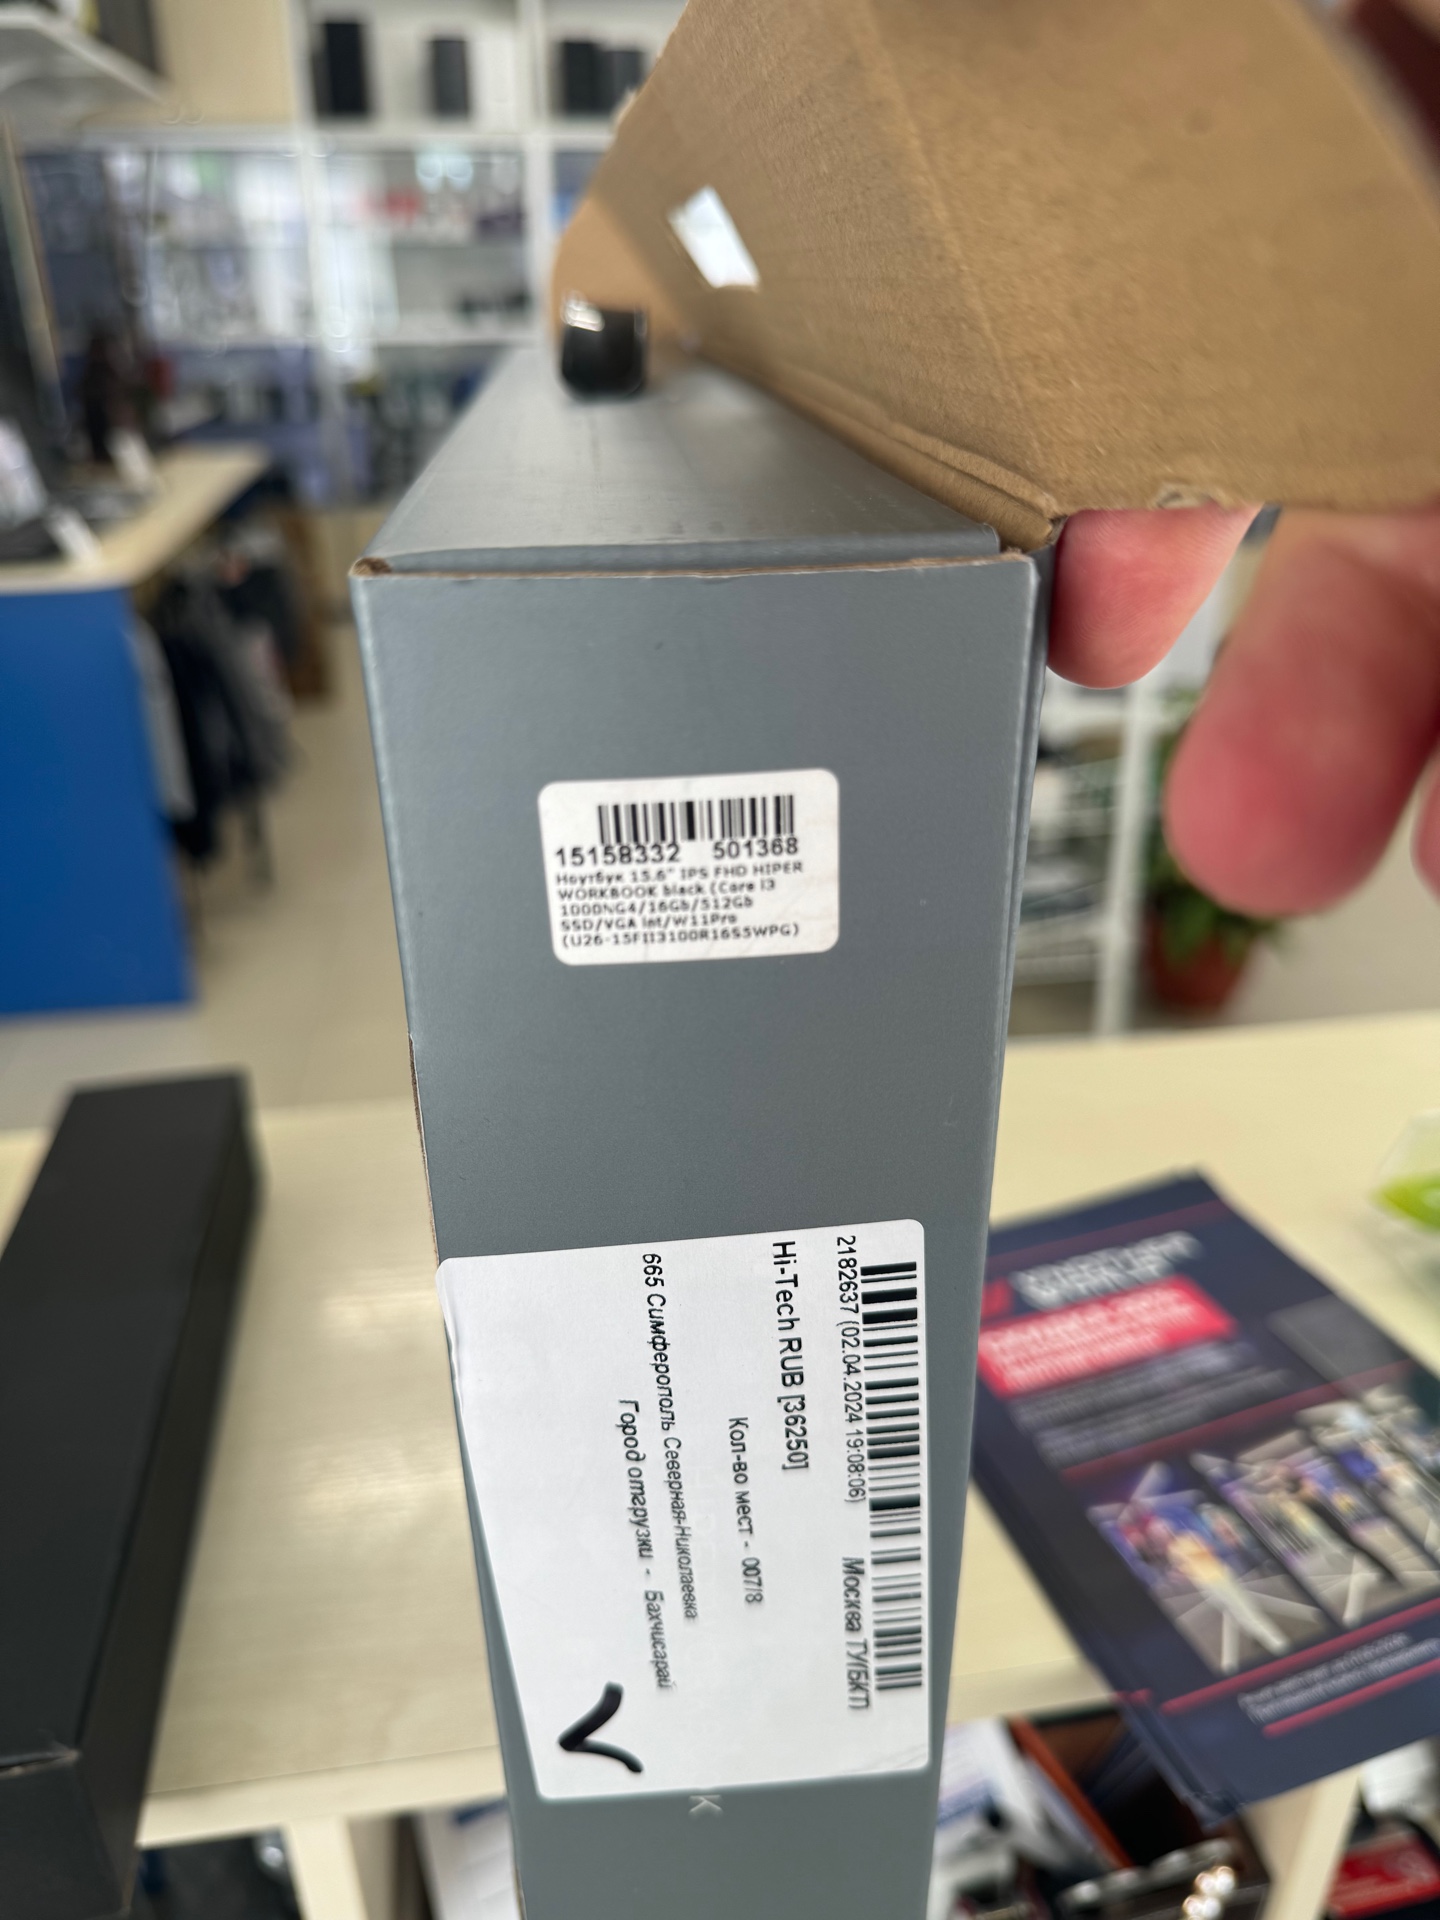 15158332 501368
Ноутбук 15.6" IPS FHD HIPER
WORKBOOK black (Core i3
1000NG4/16Gb/512Gb
SSD/VGA int/W11Pro
(U26-15FII3100R16S5WPG)
2182637 (02.04.2024 19:08:06) Москва ТУ(БКП)
Hi-Tech RUB [36250]
Кол-во мест - 007/8
665 Симферополь Северная-Николаевка
Город отгрузки - Бахчисарай
K